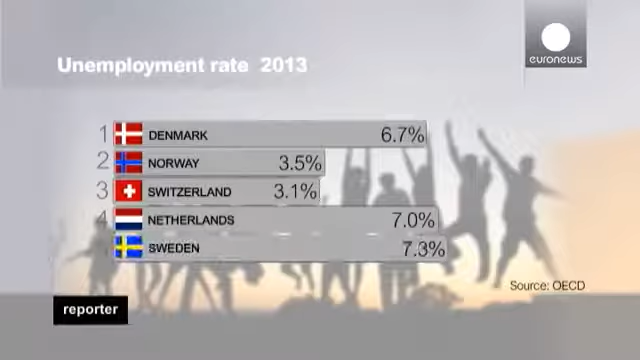 euronews
Unemployment rate 2013
1 DENMARK 6.7%
2 NORWAY 3.5%
3 SWITZERLAND 3.1%
4 NETHERLANDS 7.0%
SWEDEN 7.3%
Source: OECD
reporter